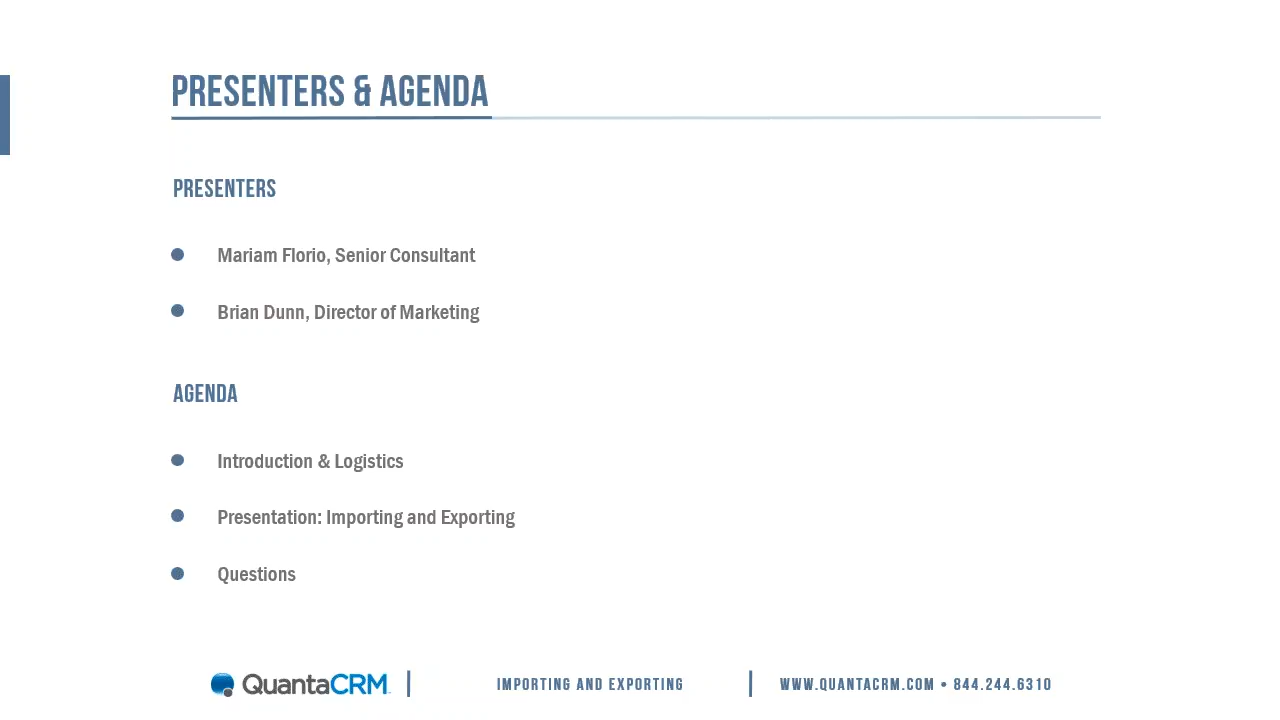 PRESENTERS & AGENDA
PRESENTERS
Mariam Florio, Senior Consultant
Brian Dunn, Director of Marketing
AGENDA
Introduction & Logistics
Presentation: Importing and Exporting
Questions
QuantaCRM
IMPORTING AND EXPORTING
WWW.QUANTACRM.COM • 844.244.6310